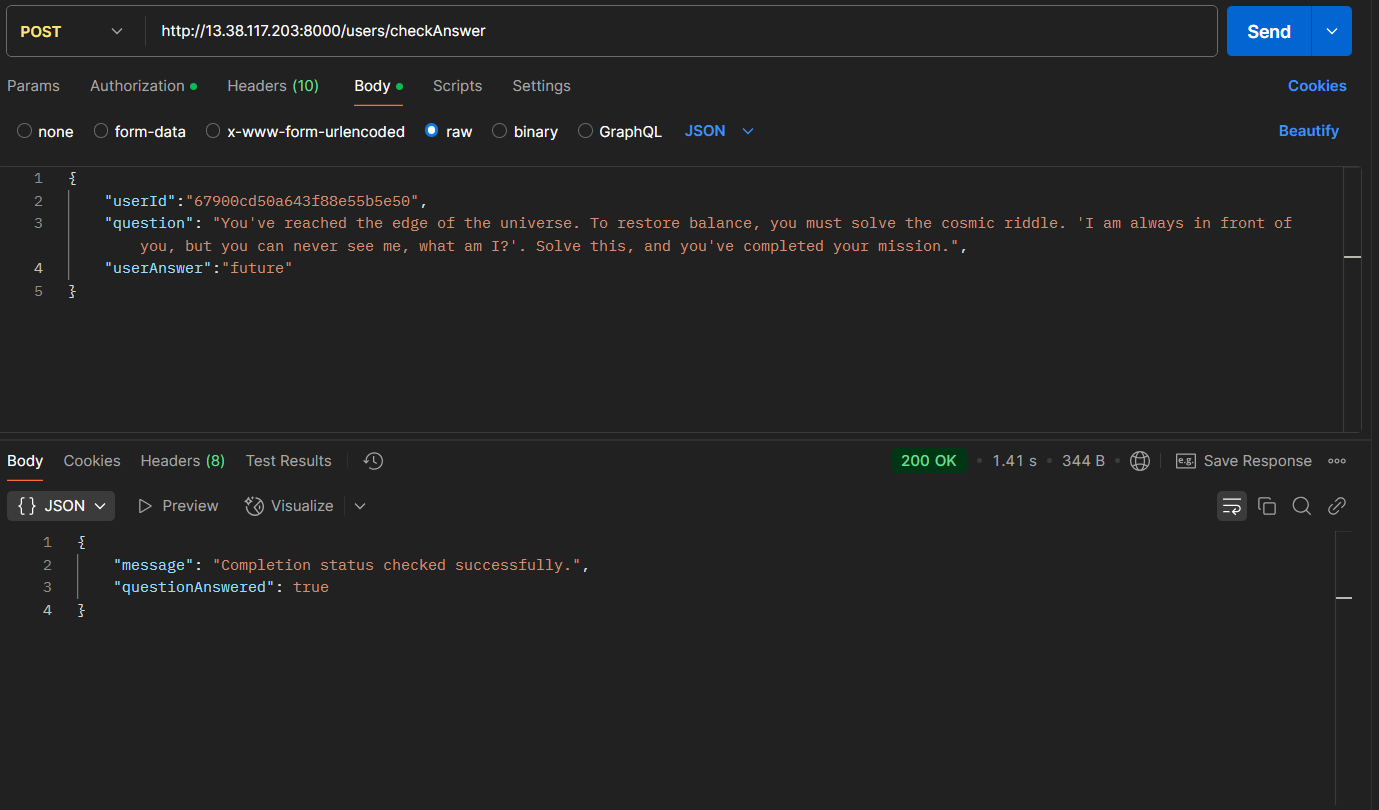 POST http://13.38.117.203:8000/users/checkAnswer Send
Params Authorization Headers (10) Body Scripts Settings Cookies
none form-data x-www-form-urlencoded raw binary GraphQL JSON Beautify
1 {
2 "userId":"67900cd50a643f88e55b5e50",
3 "question": "You've reached the edge of the universe. To restore balance, you must solve the cosmic riddle. 'I am always in front of
you, but you can never see me, what am I?'. Solve this, and you've completed your mission.",
4 "userAnswer":"future"
5 }
Body Cookies Headers (8) Test Results 200 OK 1.41 s 344 B e.g. Save Response
{} JSON Preview Visualize
1 {
2 "message": "Completion status checked successfully.",
3 "questionAnswered": true
4 }